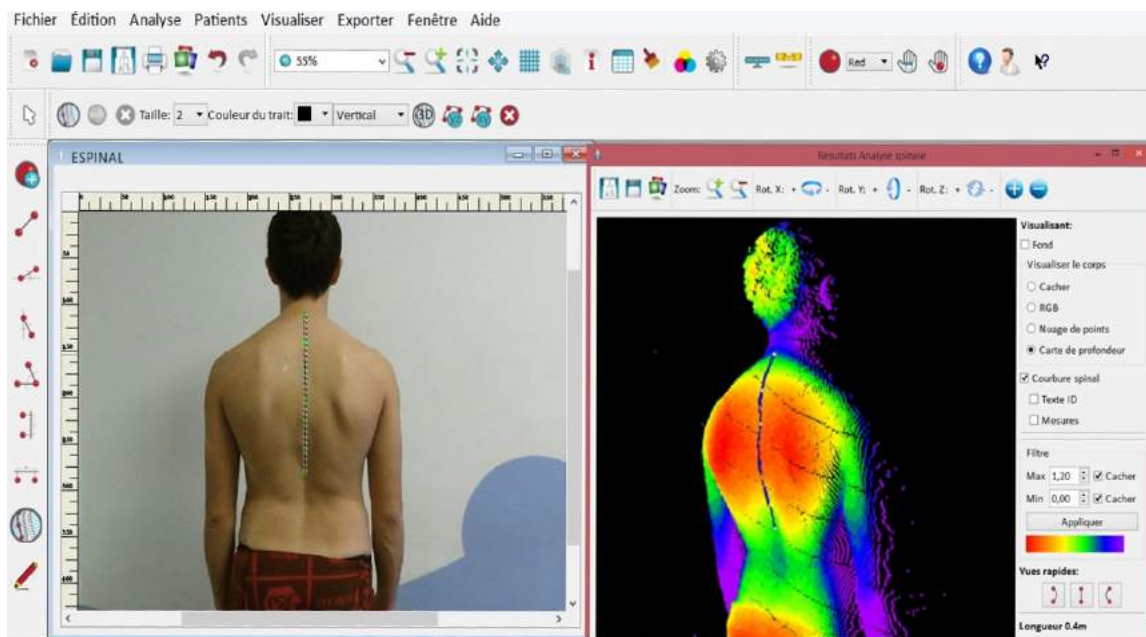 Fichier Édition Analyse Patients Visualiser Exporter Fenêtre Aide
55% Red
Taille: 2 Couleur du trait: Vertical 3D
ESPINAL
Résultats Analyse spinale
Zoom: Rot. X: + - Rot. Y: + - Rot. Z: + -
Visualisant:
Fond
Visualiser le corps
Cacher
RGB
Nuage de points
Carte de profondeur
Courbure spinal
Texte ID
Mesures
Filtre
Max 1,20 Cacher
Min 0,00 Cacher
Appliquer
Vues rapides:
Longueur 0.4m